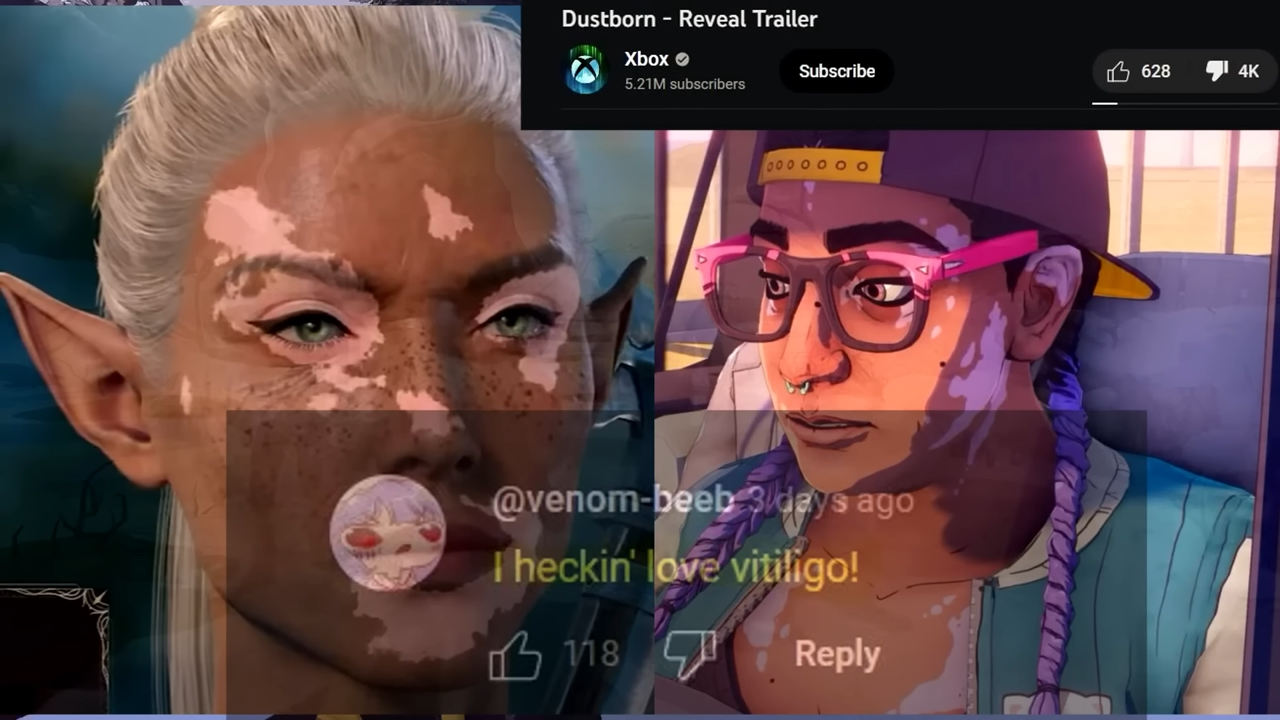 Dustborn - Reveal Trailer
Xbox
5.21M subscribers
Subscribe
628
4K
@venom-beeb 3 days ago
I heckin' love vitiligo!
118
Reply